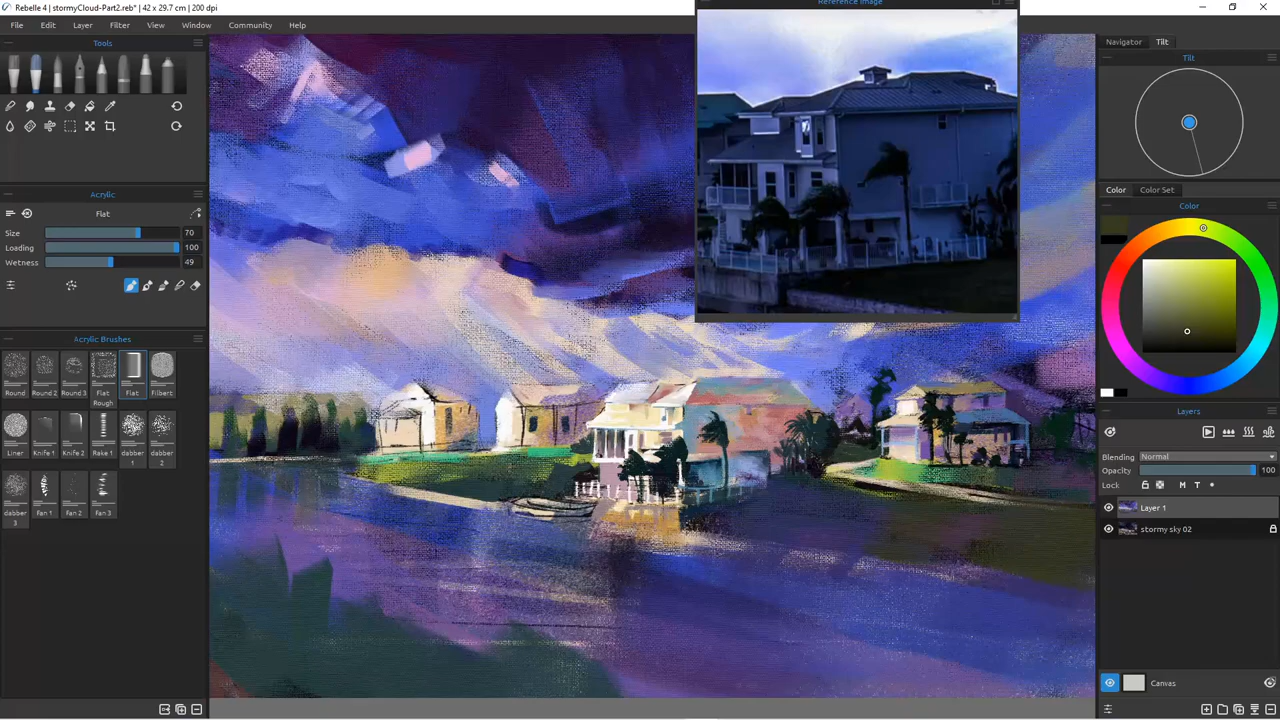 Rebelle 4 | stormyCloud-Part3.reb* | 42 x 29.7cm | 200 dpi
File Edit Layer Filter View Window Community Help
Reference Image
Tools
Navigator Tilt
Tilt
Acrylic
Flat
Size 70
Loading 100
Wetness 49
Color Color Set
Color
Acrylic Brushes
Round Round 2 Round 3 Flat Rough Flat Filbert
Liner Knife 1 Knife 2 Rake 1 dabber 1 dabber 2
dabber 3 Fan 1 Fan 2 Fan 3
Layers
Blending Normal
Opacity 100
Lock M T
Layer 1
stormy sky 02
Canvas